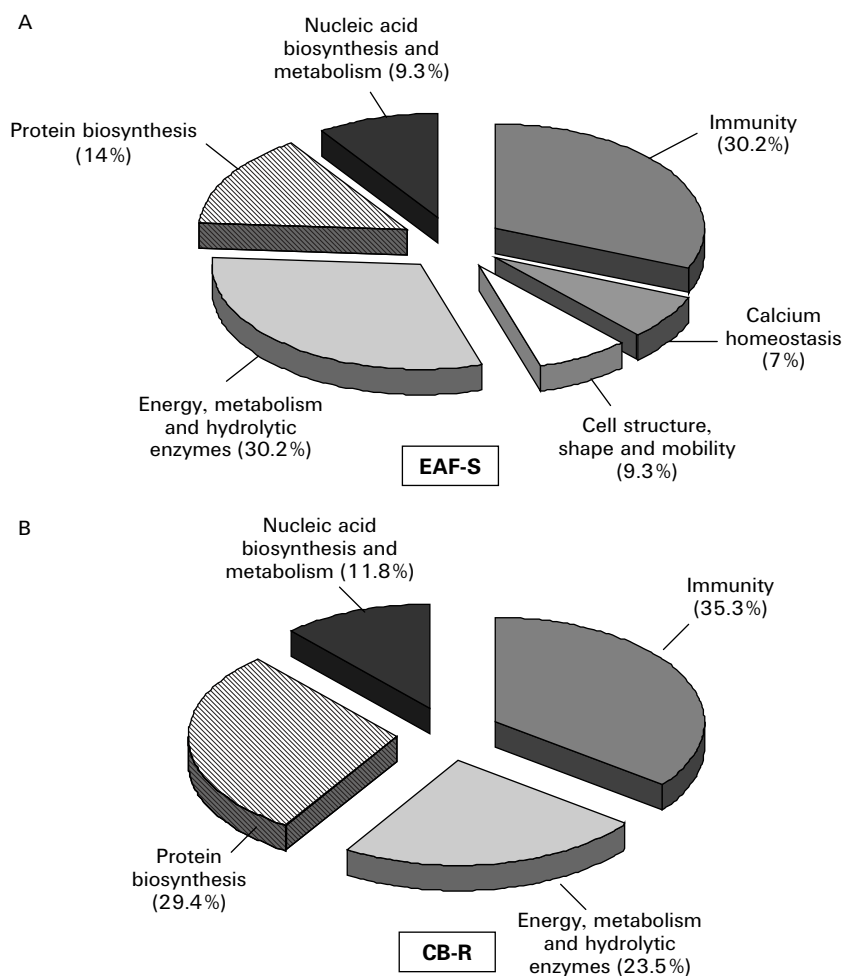 A
Nucleic acid
biosynthesis and
metabolism (9.3%)
Protein biosynthesis
(14%)
Immunity
(30.2%)
Calcium
homeostasis
(7%)
Energy, metabolism
and hydrolytic
enzymes (30.2%)
Cell structure,
shape and mobility
(9.3%)
EAF-S
B
Nucleic acid
biosynthesis and
metabolism (11.8%)
Immunity
(35.3%)
Protein
biosynthesis
(29.4%)
Energy, metabolism
and hydrolytic
enzymes (23.5%)
CB-R